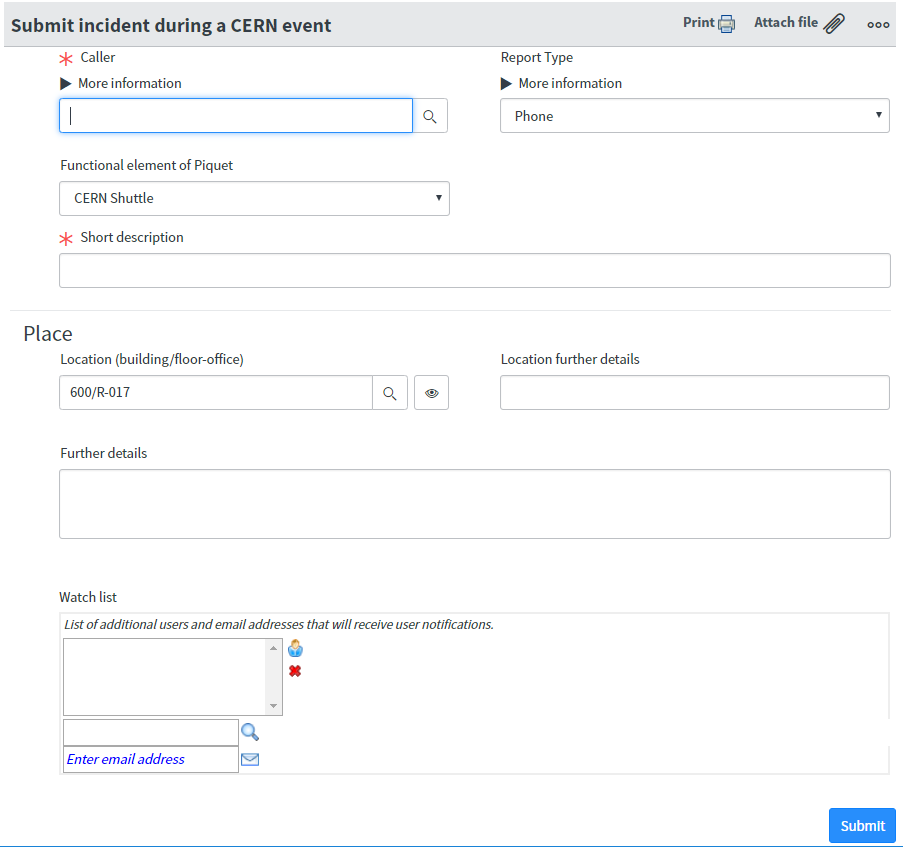 Submit incident during a CERN event
Print Attach file
Caller Report Type
More information More information
Phone
Functional element of Piquet
CERN Shuttle
Short description
Place
Location (building/floor-office) Location further details
600/R-017
Further details
Watch list
List of additional users and email addresses that will receive user notifications.
Enter email address
Submit